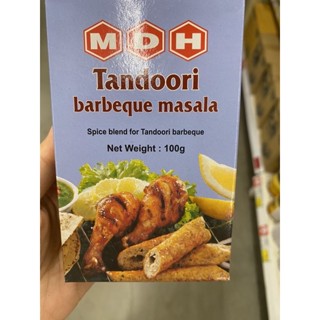 MDH
Tandoori
barbeque masala
Spice blend for Tandoori barbeque
Net Weight : 100g